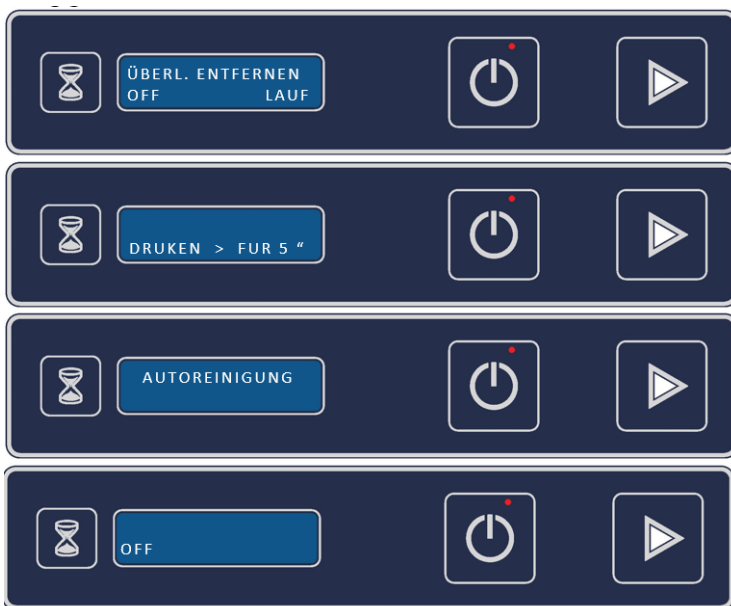 ÜBERL. ENTFERNEN
OFF LAUF
DRUKEN > FUR 5 “
AUTOREINIGUNG
OFF